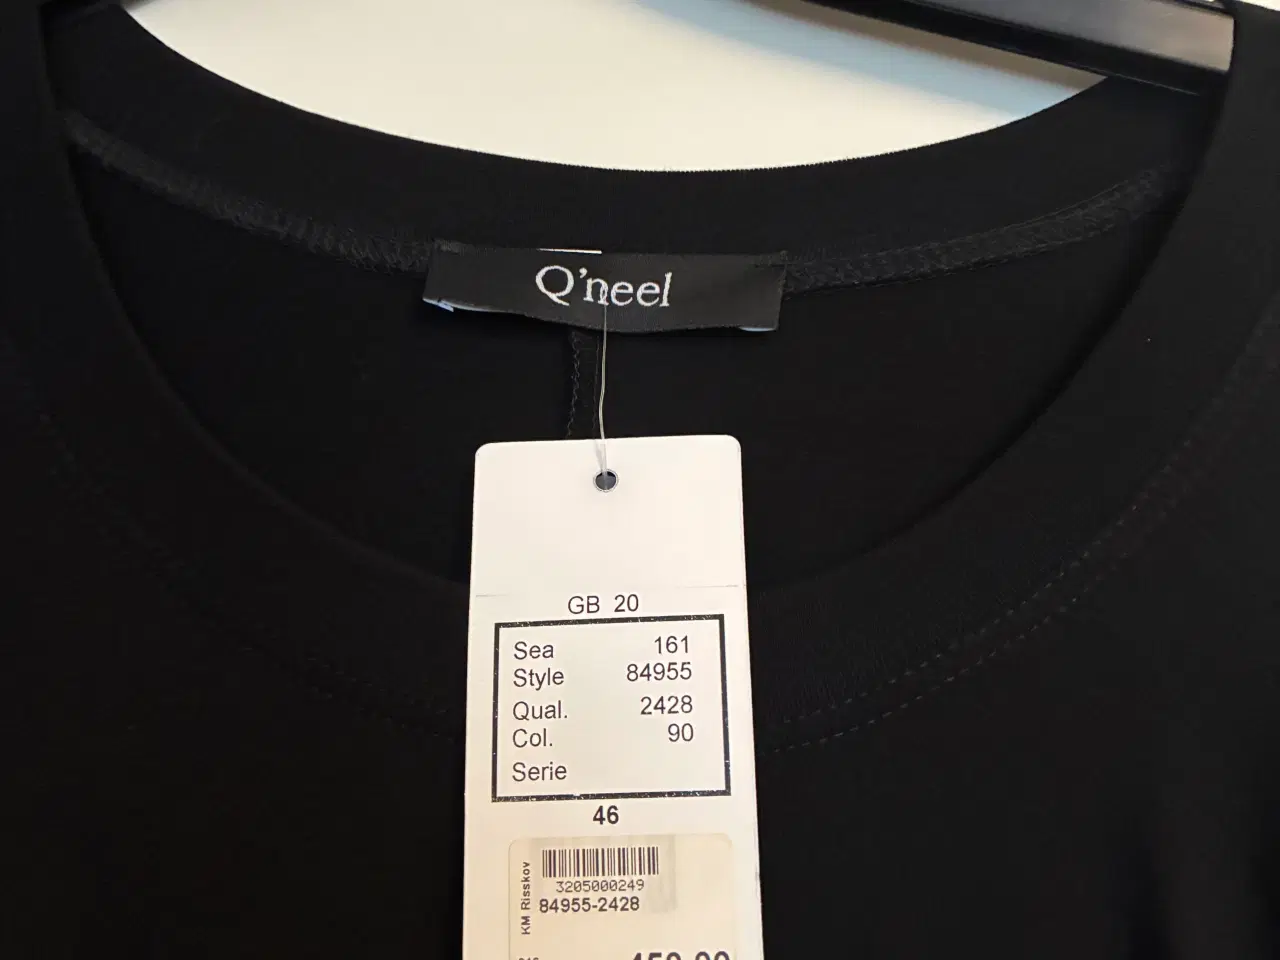 Q'neel
GB 20
Sea 161
Style 84955
Qual. 2428
Col. 90
Serie
46
KM Risskov
3205000249
84955-2428